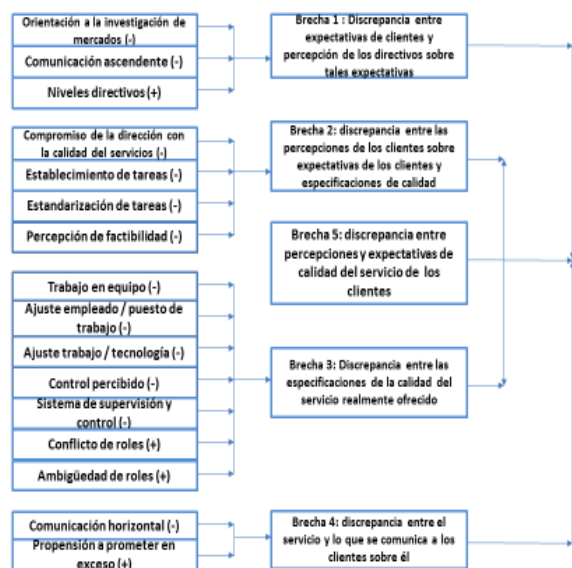 Orientación a la investigación de
mercados (-)
Comunicación ascendente (-)
Niveles directivos (+)
Brecha 1 : Discrepancia entre
expectativas de clientes y
percepción de los directivos sobre
tales expectativas
Compromiso de la dirección con
la calidad del servicios (-)
Establecimiento de tareas (-)
Estandarización de tareas (-)
Percepción de factibilidad (-)
Brecha 2: discrepancia entre las
percepciones de los clientes sobre
expectativas de los clientes y
especificaciones de calidad
Brecha 5: discrepancia entre
percepciones y expectativas de
calidad del servicio de los
clientes
Trabajo en equipo (-)
Ajuste empleado / puesto de
trabajo (-)
Ajuste trabajo / tecnología (-)
Control percibido (-)
Sistema de supervisión y
control (-)
Conflicto de roles (+)
Ambigüedad de roles (+)
Brecha 3: Discrepancia entre las
especificaciones de la calidad del
servicio realmente ofrecido
Comunicación horizontal (-)
Propensión a prometer en
exceso (+)
Brecha 4: discrepancia entre el
servicio y lo que se comunica a los
clientes sobre él